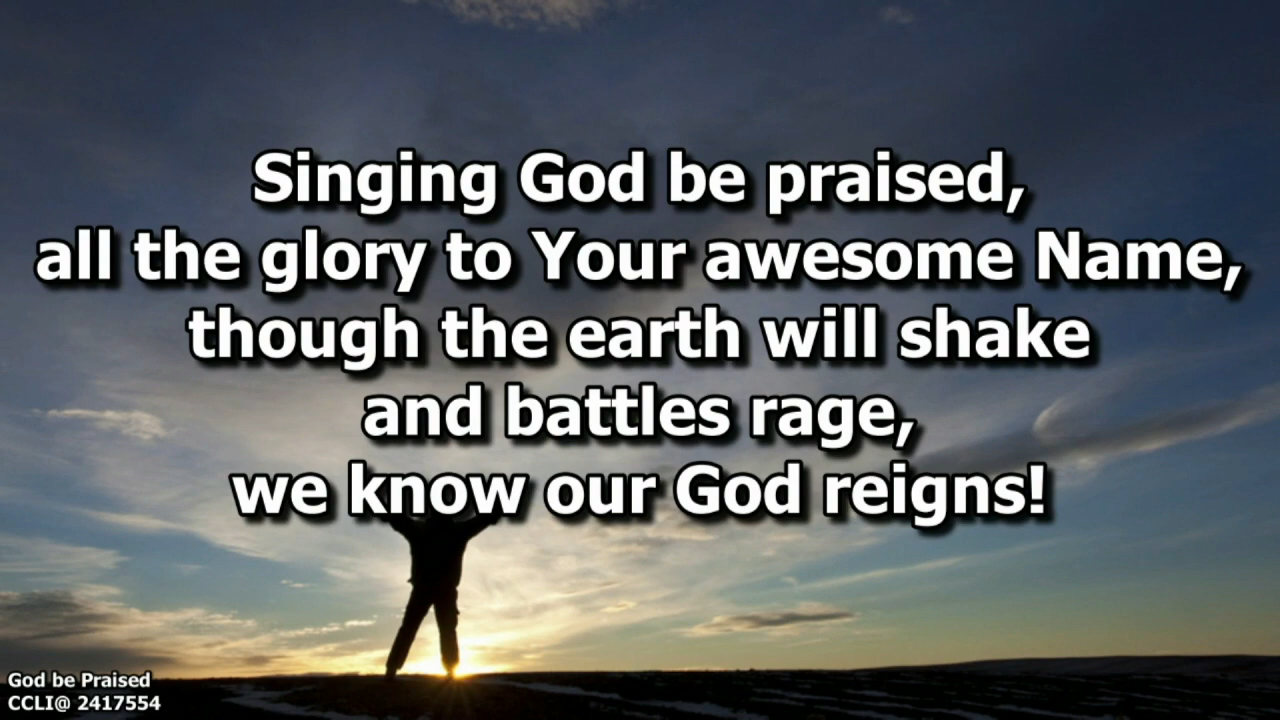 Singing God be praised,
all the glory to Your awesome Name,
though the earth will shake
and battles rage,
we know our God reigns!
God be Praised
CCLI@ 2417554